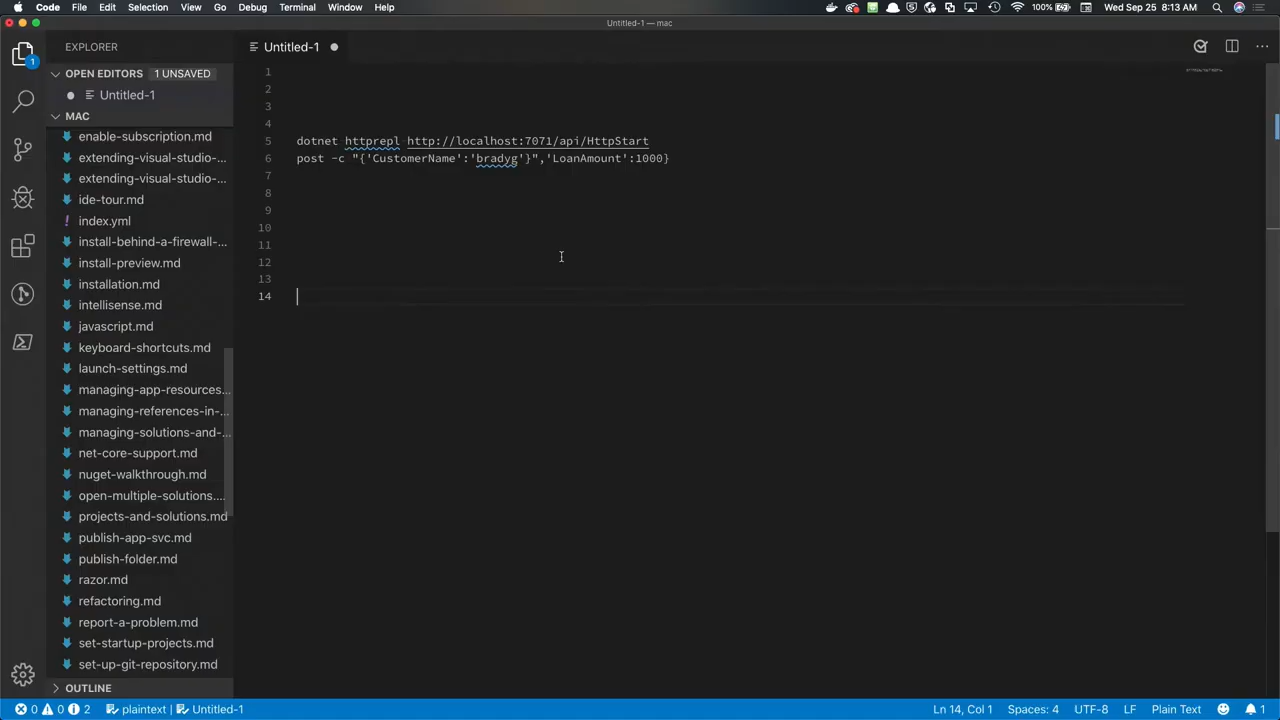 Code File Edit Selection View Go Debug Terminal Window Help 100% Wed Sep 25 8:13 AM
Untitled-1 — mac
EXPLORER
Untitled-1
OPEN EDITORS 1 UNSAVED
Untitled-1
MAC
enable-subscription.md
extending-visual-studio-...
extending-visual-studio-...
ide-tour.md
! index.yml
install-behind-a-firewall-...
install-preview.md
installation.md
intellisense.md
javascript.md
keyboard-shortcuts.md
launch-settings.md
managing-app-resources...
managing-references-in-...
managing-solutions-and-...
net-core-support.md
nuget-walkthrough.md
open-multiple-solutions....
projects-and-solutions.md
publish-app-svc.md
publish-folder.md
razor.md
refactoring.md
report-a-problem.md
set-startup-projects.md
set-up-git-repository.md
OUTLINE
1
1
2
3
4
5 dotnet httprepl http://localhost:7071/api/HttpStart
6 post -c "{'CustomerName':'bradyg'}",'LoanAmount':1000}
7
8
9
10
11
12
13
14
0 0 2 plaintext Untitled-1 Ln 14, Col 1 Spaces: 4 UTF-8 LF Plain Text 1